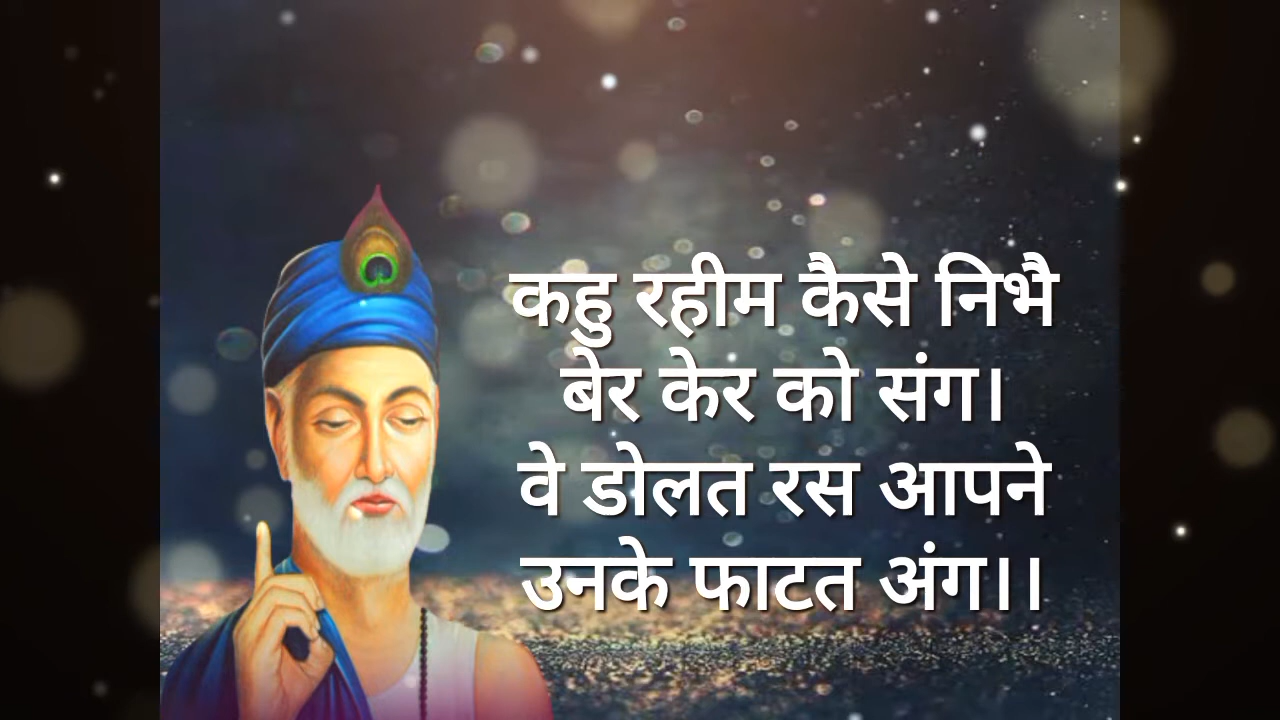 कहु रहीम कैसे निभै
बेर केर को संग।
वे डोलत रस आपने
उनके फाटत अंग।।